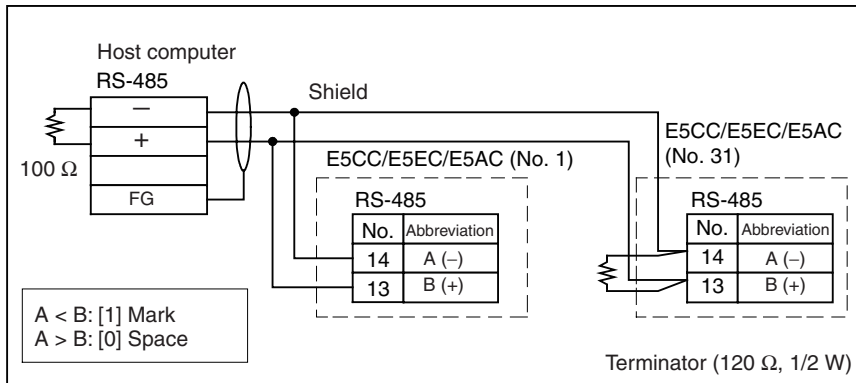 Host computer
RS-485
−
+
100 Ω
FG
Shield
E5CC/E5EC/E5AC (No. 1)
RS-485
No. Abbreviation
14 A (−)
13 B (+)
E5CC/E5EC/E5AC
(No. 31)
RS-485
No. Abbreviation
14 A (−)
13 B (+)
A < B: [1] Mark
A > B: [0] Space
Terminator (120 Ω, 1/2 W)